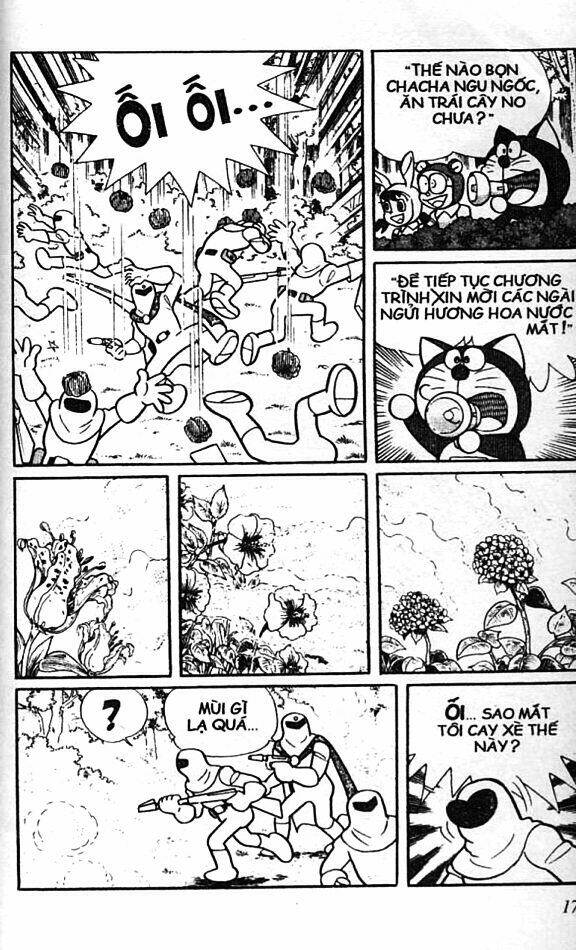 ỐI ỐI...
"THẾ NÀO BỌN
CHACHA NGU NGỐC,
ĂN TRÁI CÂY NO
CHƯA?"
"ĐỂ TIẾP TỤC CHƯƠNG
TRÌNH XIN MỜI CÁC NGÀI
NGỬI HƯƠNG HOA NƯỚC
MẮT!"
?
MÙI GÌ
LẠ QUÁ...
ỐI... SAO MẮT
TÔI CAY XÈ THẾ
NÀY?